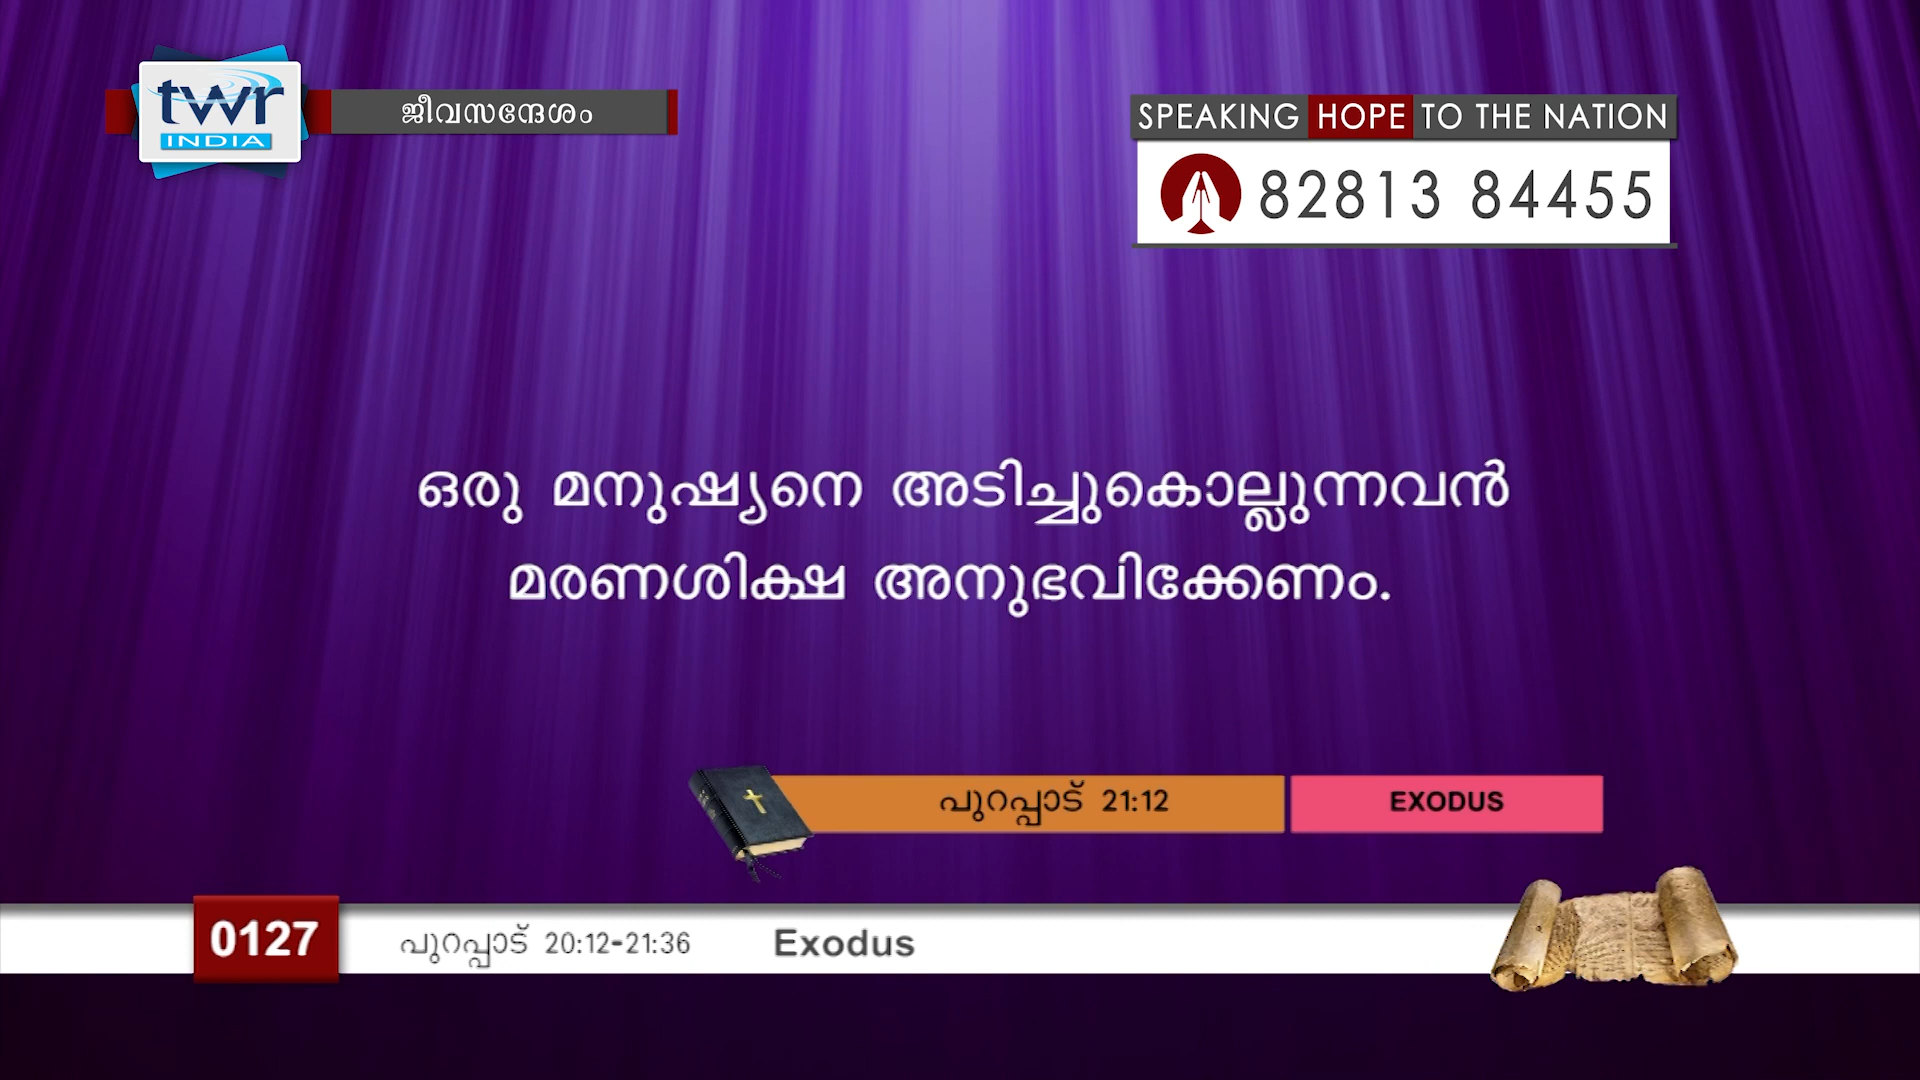 twr
INDIA
ജീവസന്ദേശം
SPEAKING HOPE TO THE NATION
82813 84455
ഒരു മനുഷ്യനെ അടിച്ചുകൊല്ലുന്നവൻ
മരണശിക്ഷ അനുഭവിക്കേണം.
പുറപ്പാട് 21:12
EXODUS
0127
പുറപ്പാട് 20:12-21:36
Exodus